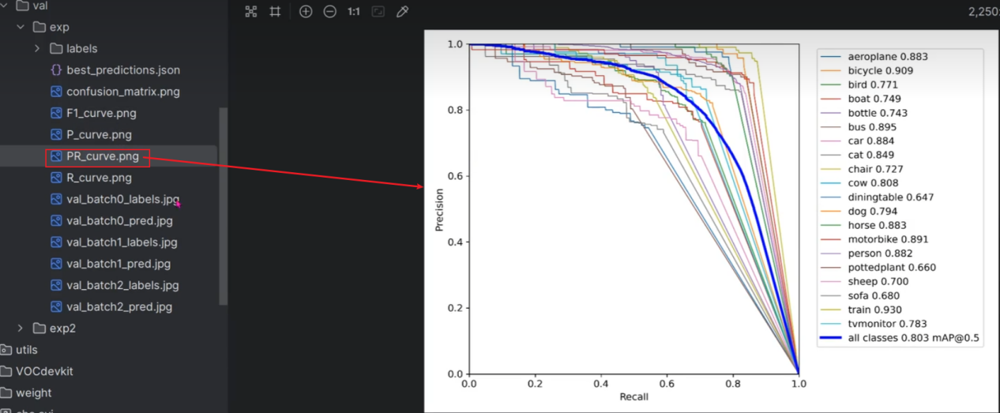 val
exp
labels
best_predictions.json
confusion_matrix.png
F1_curve.png
P_curve.png
PR_curve.png
R_curve.png
val_batch0_labels.jpg
val_batch0_pred.jpg
val_batch1_labels.jpg
val_batch1_pred.jpg
val_batch2_labels.jpg
val_batch2_pred.jpg
exp2
utils
VOCdevkit
weight
1:1
2,250
1.0
0.8
0.6
0.4
0.2
0.0
Precision
0.0 0.2 0.4 0.6 0.8 1.0
Recall
aeroplane 0.883
bicycle 0.909
bird 0.771
boat 0.749
bottle 0.743
bus 0.895
car 0.884
cat 0.849
chair 0.727
cow 0.808
diningtable 0.647
dog 0.794
horse 0.883
motorbike 0.891
person 0.882
pottedplant 0.660
sheep 0.700
sofa 0.680
train 0.930
tvmonitor 0.783
all classes 0.803 mAP@0.5